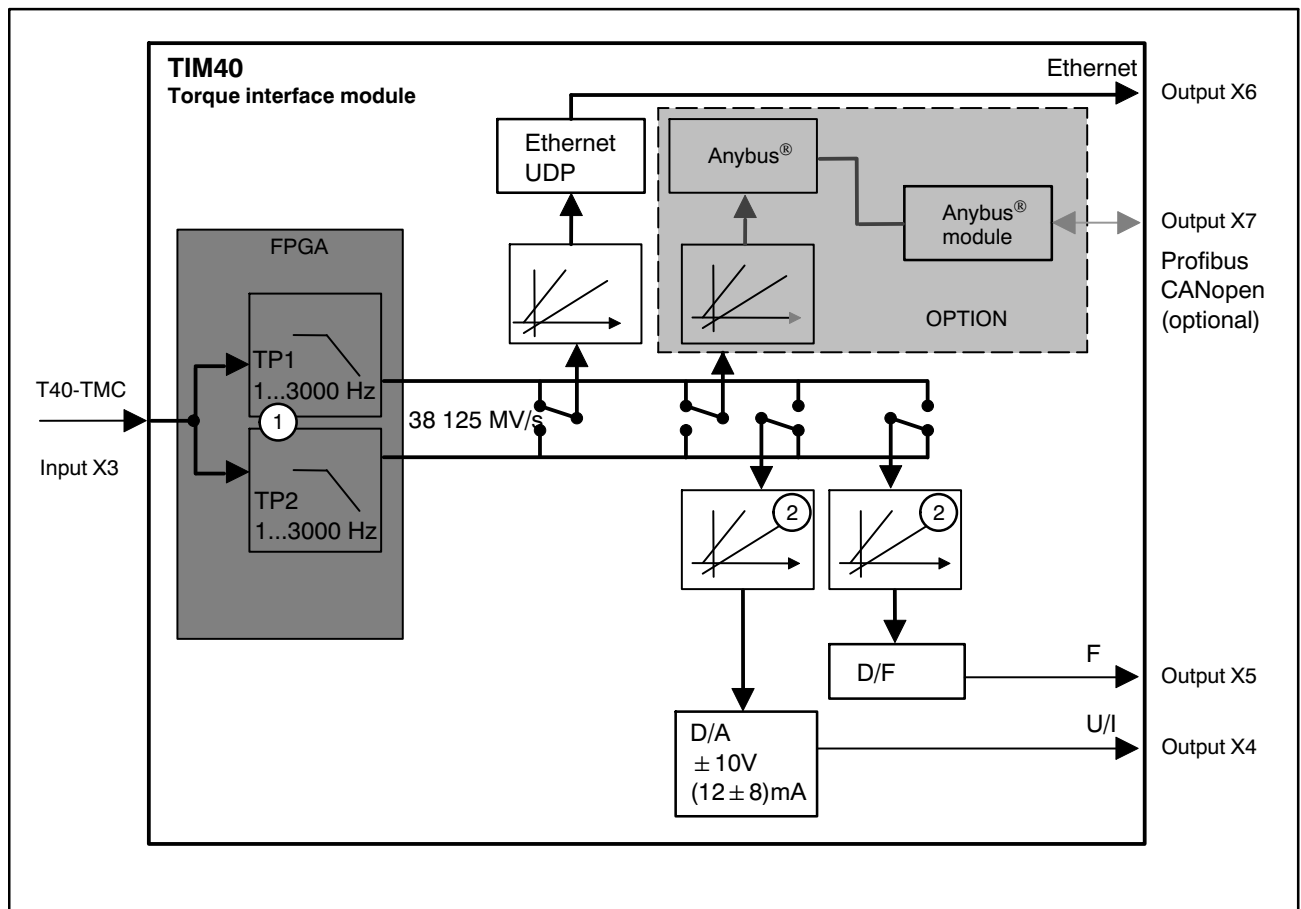 TIM40
Torque interface module
Ethernet
Output X6
Ethernet
UDP
Anybus®
Anybus®
module
Output X7
Profibus
CANopen
(optional)
OPTION
FPGA
TP1
1...3000 Hz
1
TP2
1...3000 Hz
T40-TMC
Input X3
38 125 MV/s
2
2
D/F
F
Output X5
D/A
± 10V
(12 ± 8)mA
U/I
Output X4